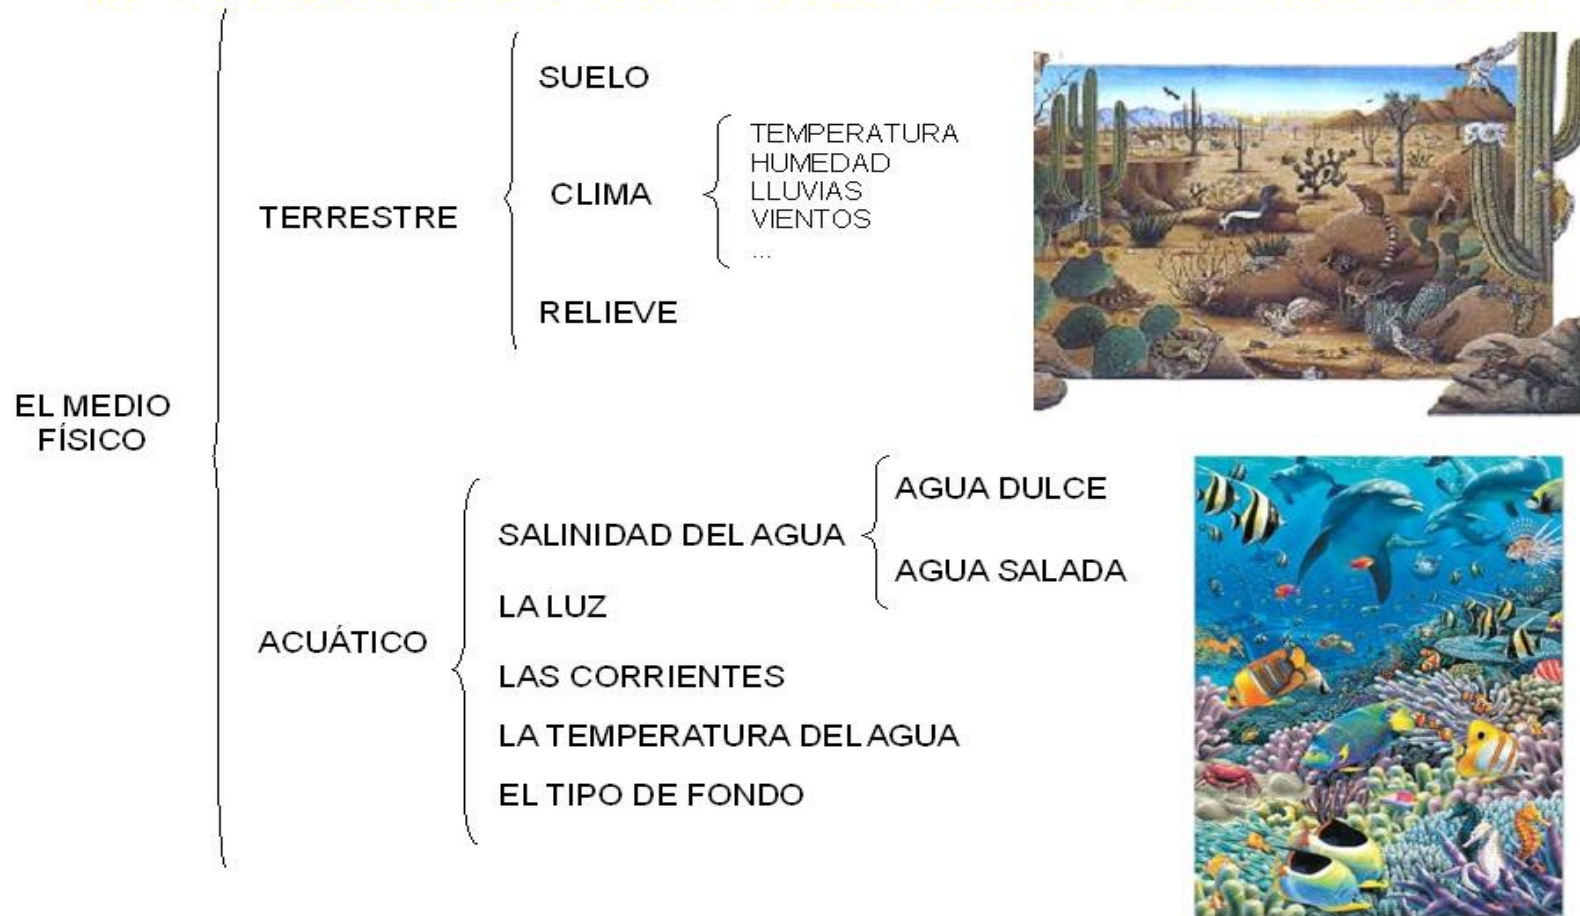 EL MEDIO
FÍSICO
TERRESTRE
SUELO
CLIMA
TEMPERATURA
HUMEDAD
LLUVIAS
VIENTOS
...
RELIEVE
ACUÁTICO
SALINIDAD DEL AGUA
AGUA DULCE
AGUA SALADA
LA LUZ
LAS CORRIENTES
LA TEMPERATURA DEL AGUA
EL TIPO DE FONDO